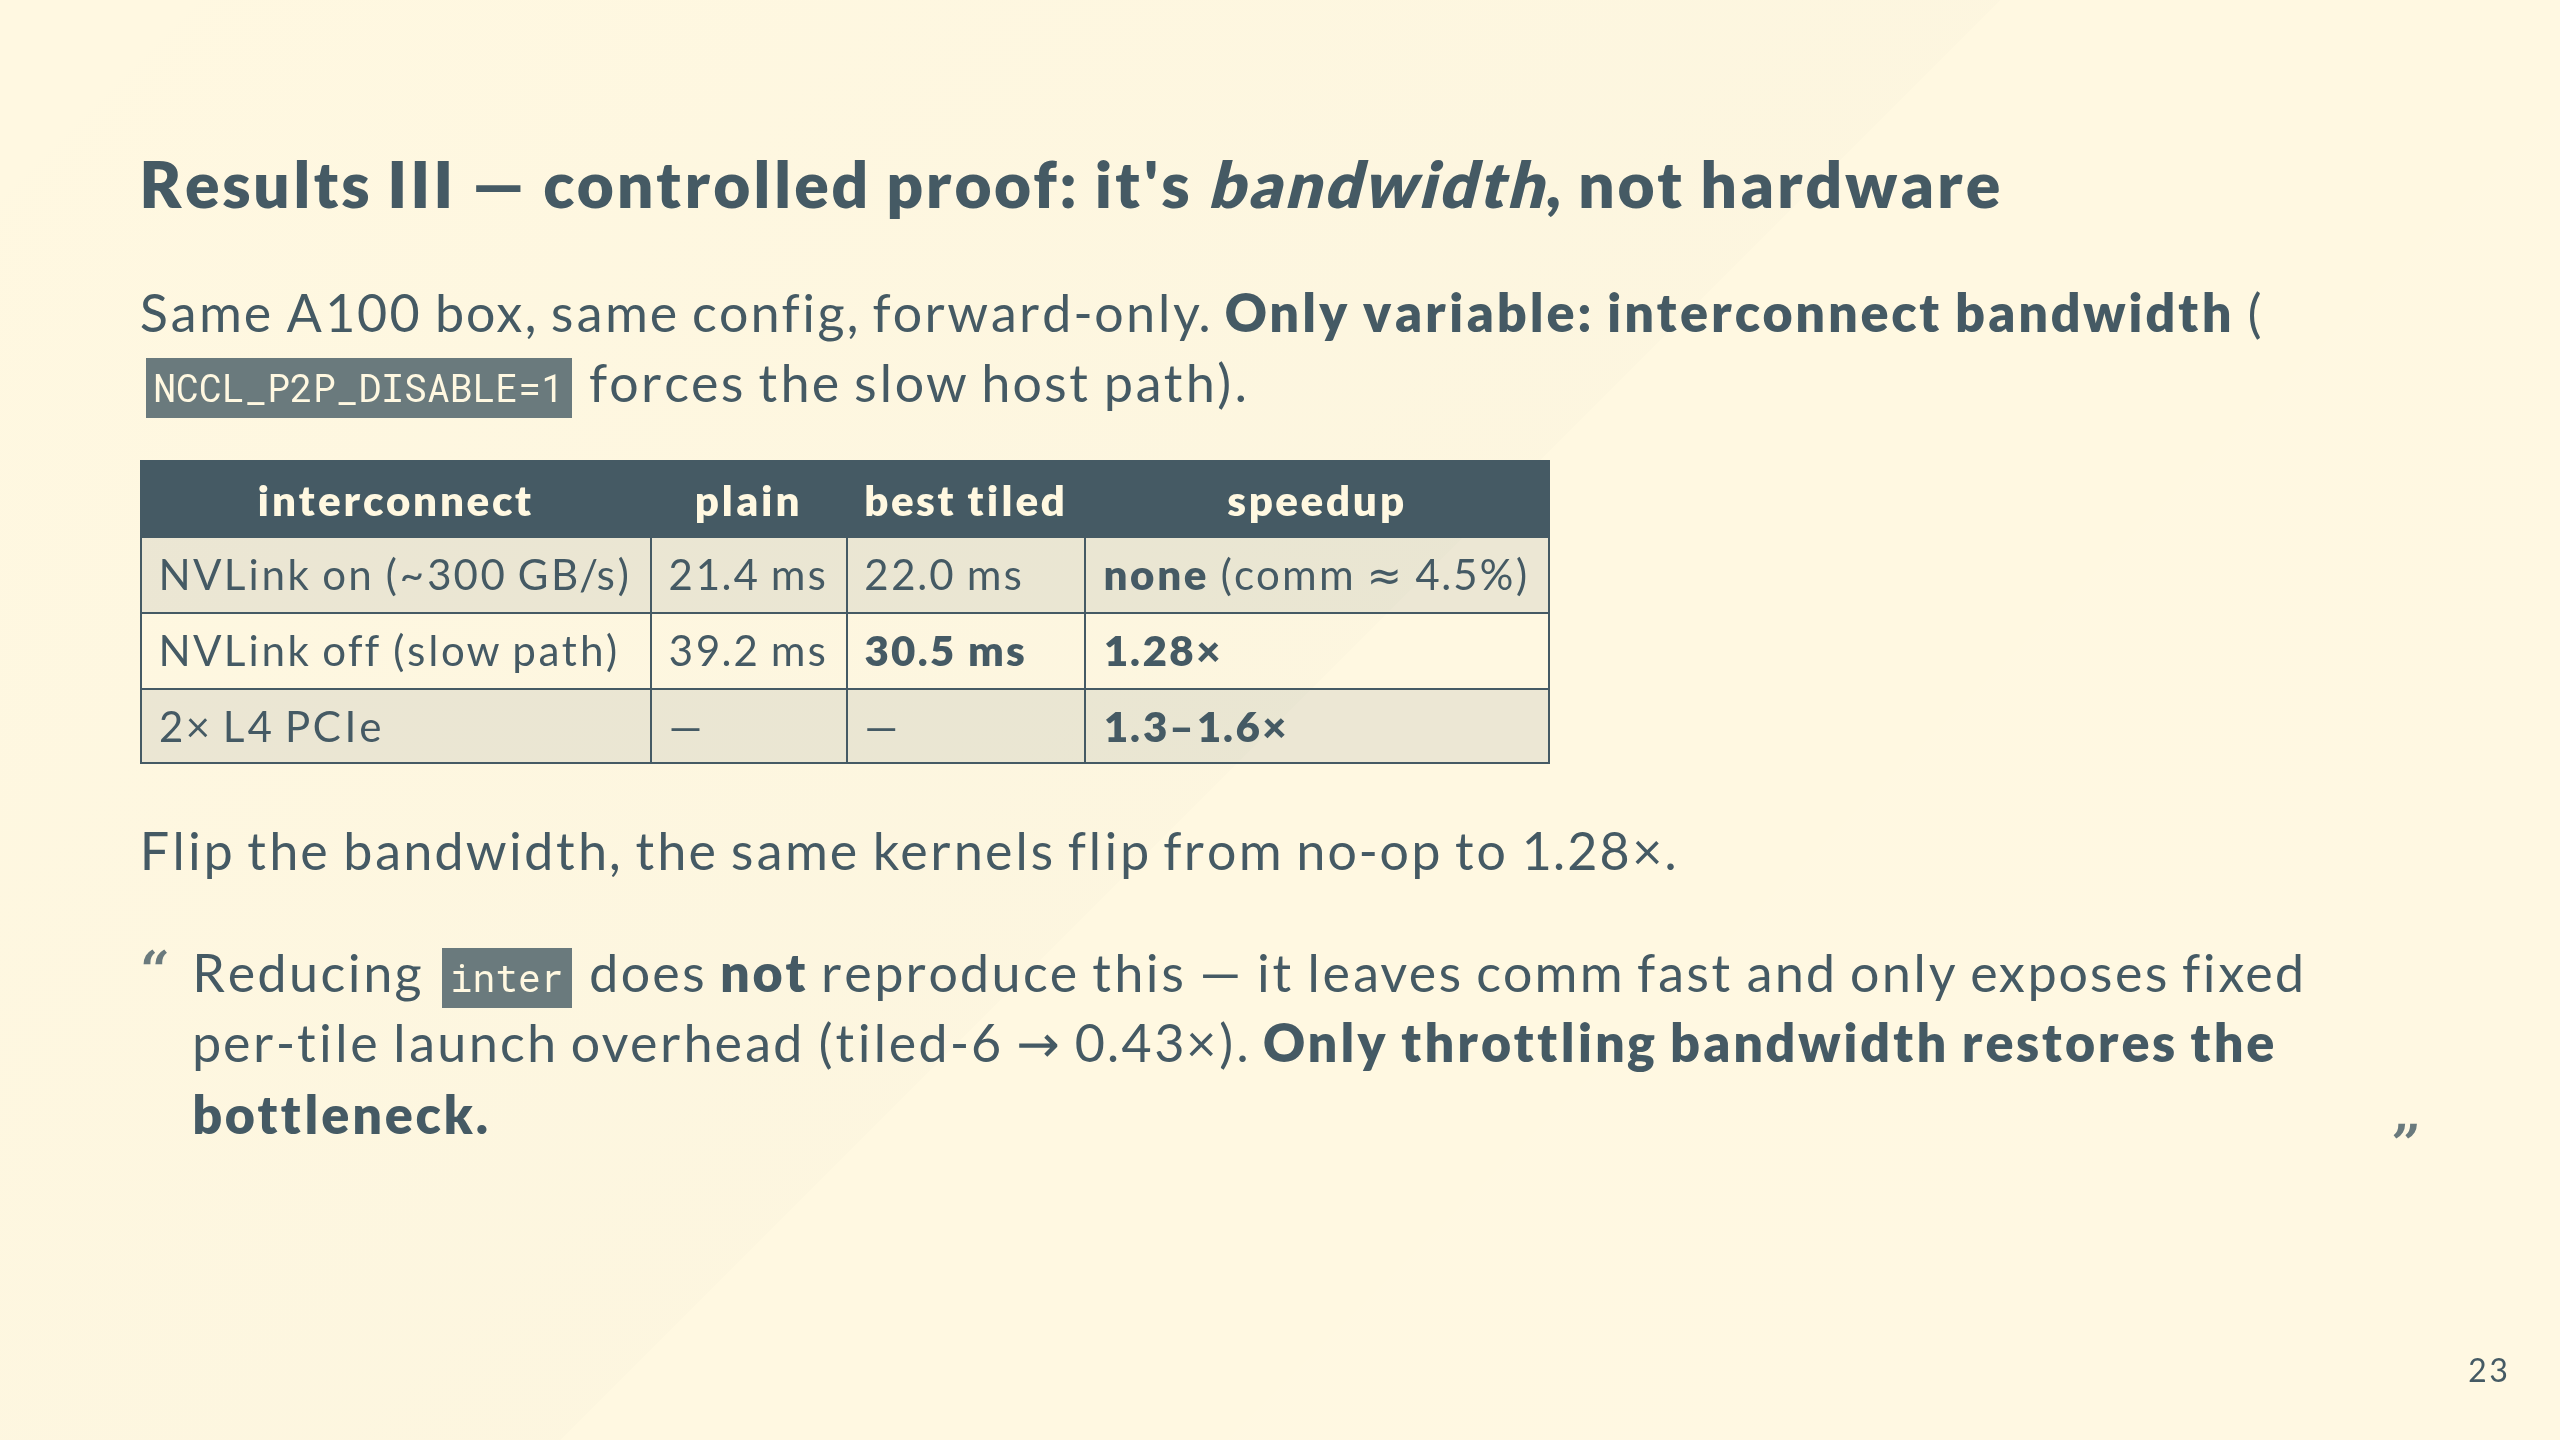 Results III — controlled proof: it's bandwidth, not hardware
Same A100 box, same config, forward-only. Only variable: interconnect bandwidth (
NCCL_P2P_DISABLE=1 forces the slow host path).
interconnect plain best tiled speedup
NVLink on (~300 GB/s) 21.4 ms 22.0 ms none (comm ≈ 4.5%)
NVLink off (slow path) 39.2 ms 30.5 ms 1.28×
2× L4 PCIe — — 1.3–1.6×
Flip the bandwidth, the same kernels flip from no-op to 1.28×.
“ Reducing inter does not reproduce this — it leaves comm fast and only exposes fixed
per-tile launch overhead (tiled-6 → 0.43×). Only throttling bandwidth restores the
bottleneck. ”
23